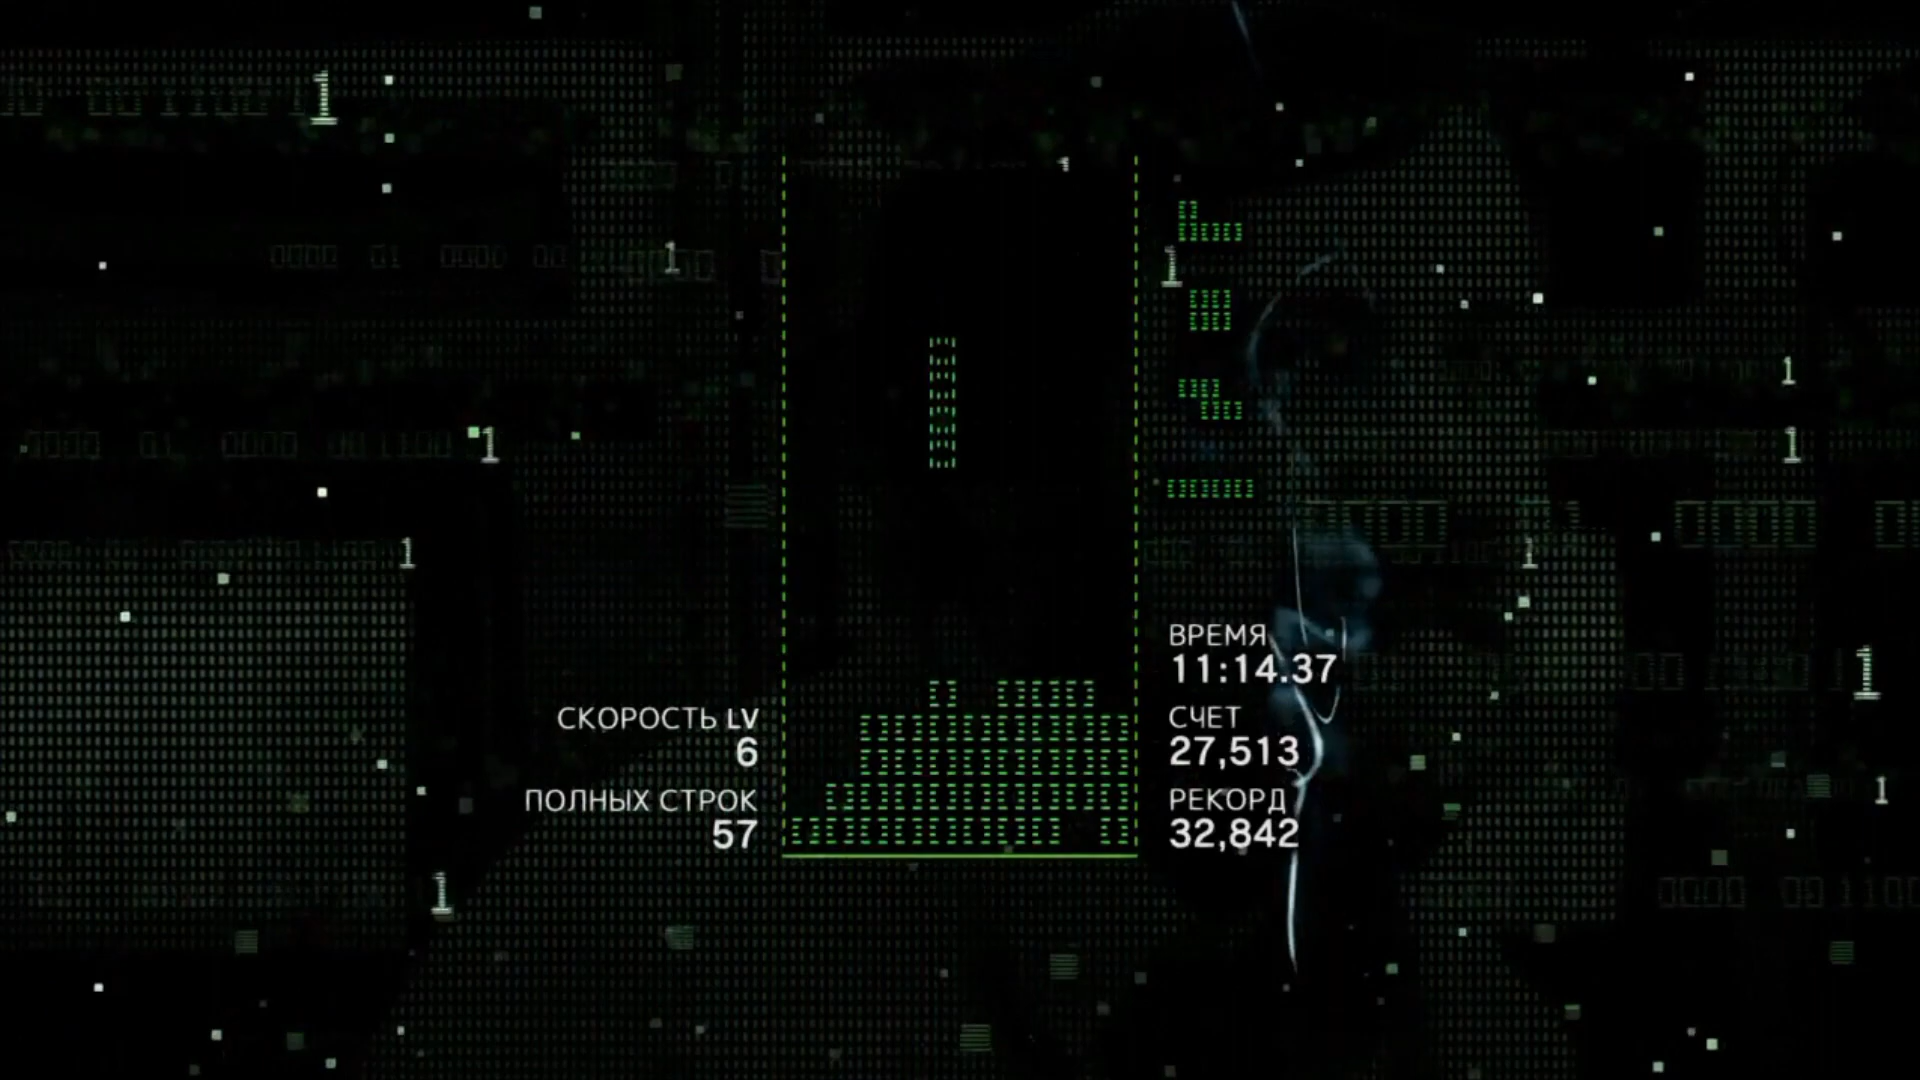 ВРЕМЯ
11:14.37
СКОРОСТЬ LV
6
СЧЕТ
27,513
ПОЛНЫХ СТРОК
57
РЕКОРД
32,842